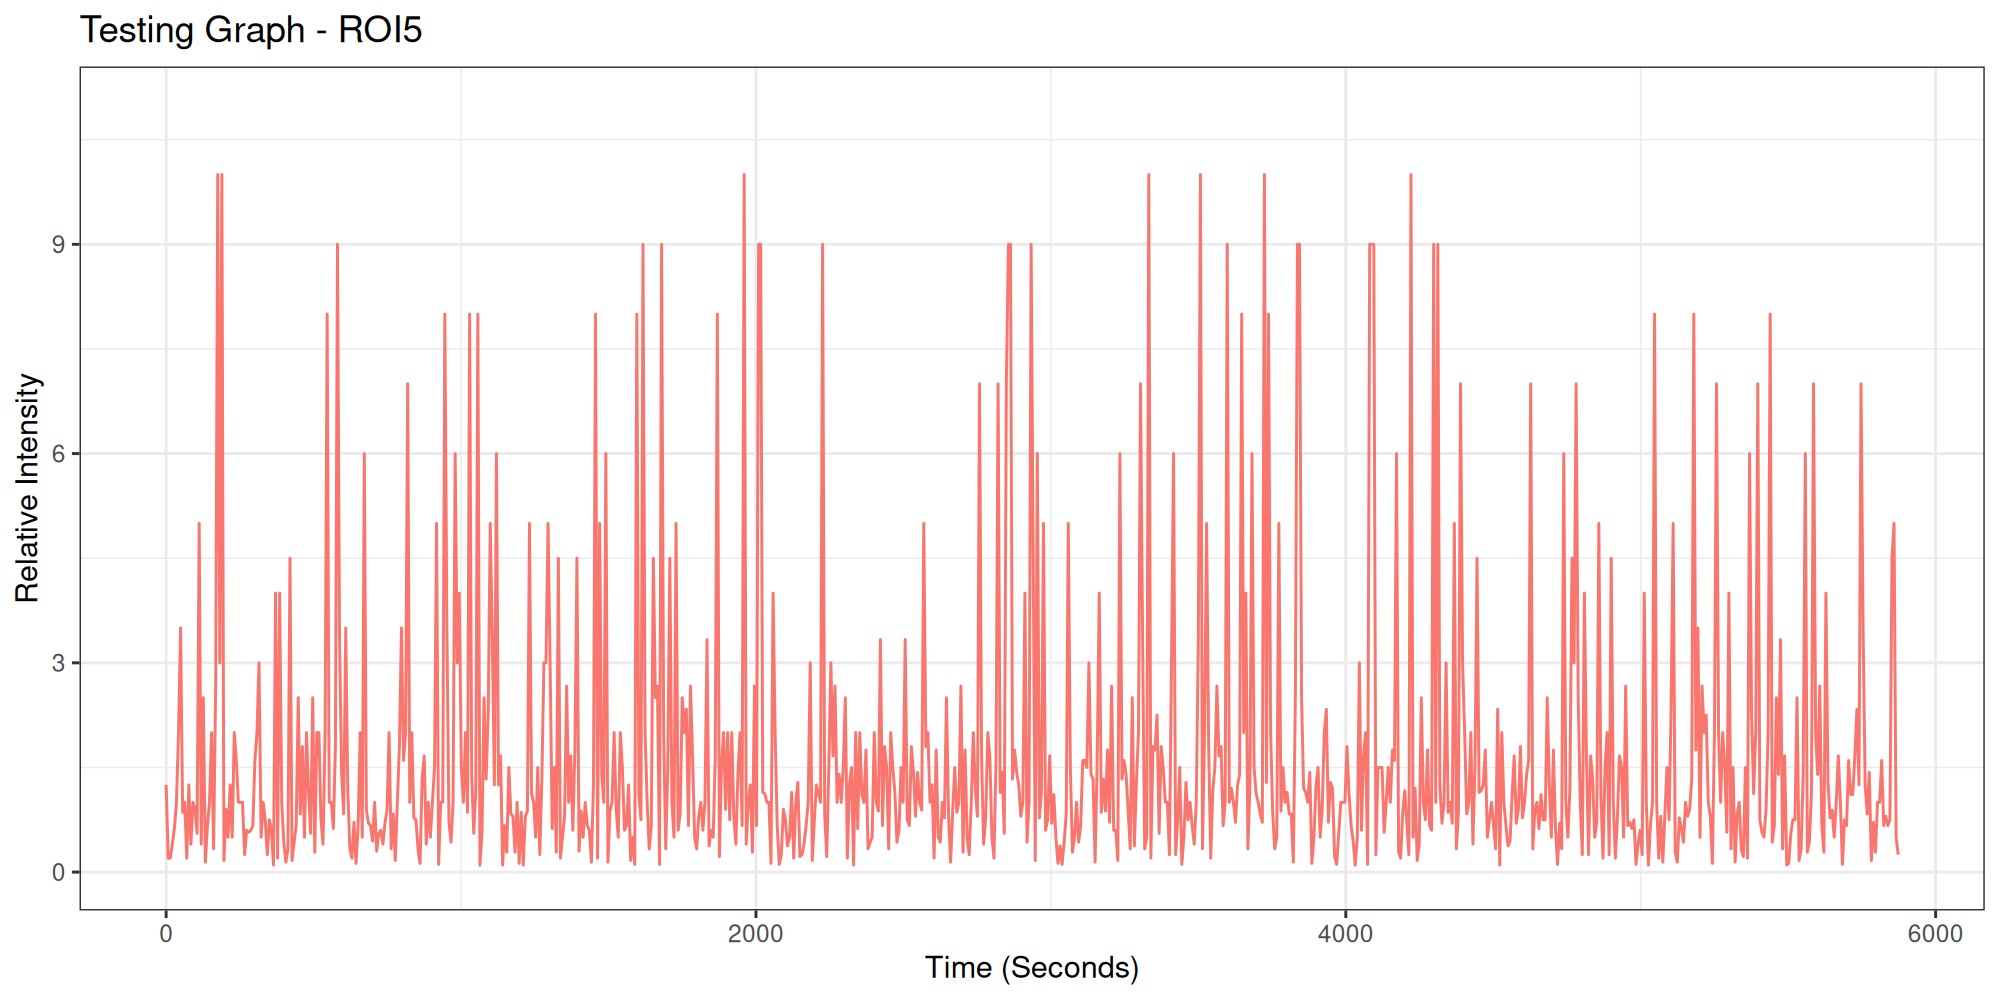 Testing Graph - ROI5
Relative Intensity
9
6
3
0
0 2000 4000 6000
Time (Seconds)